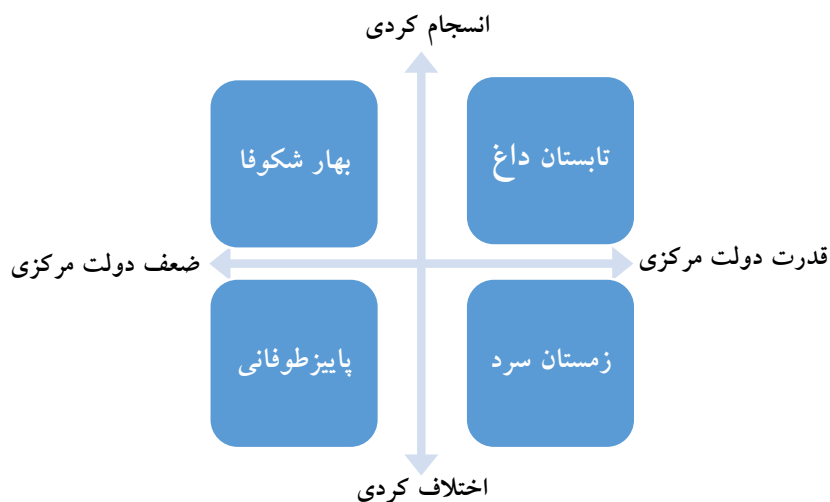 انسجام کردی
تابستان داغ
بهار شکوفا
قدرت دولت مرکزی
ضعف دولت مرکزی
زمستان سرد
پاییزطوفانی
اختلاف کردی